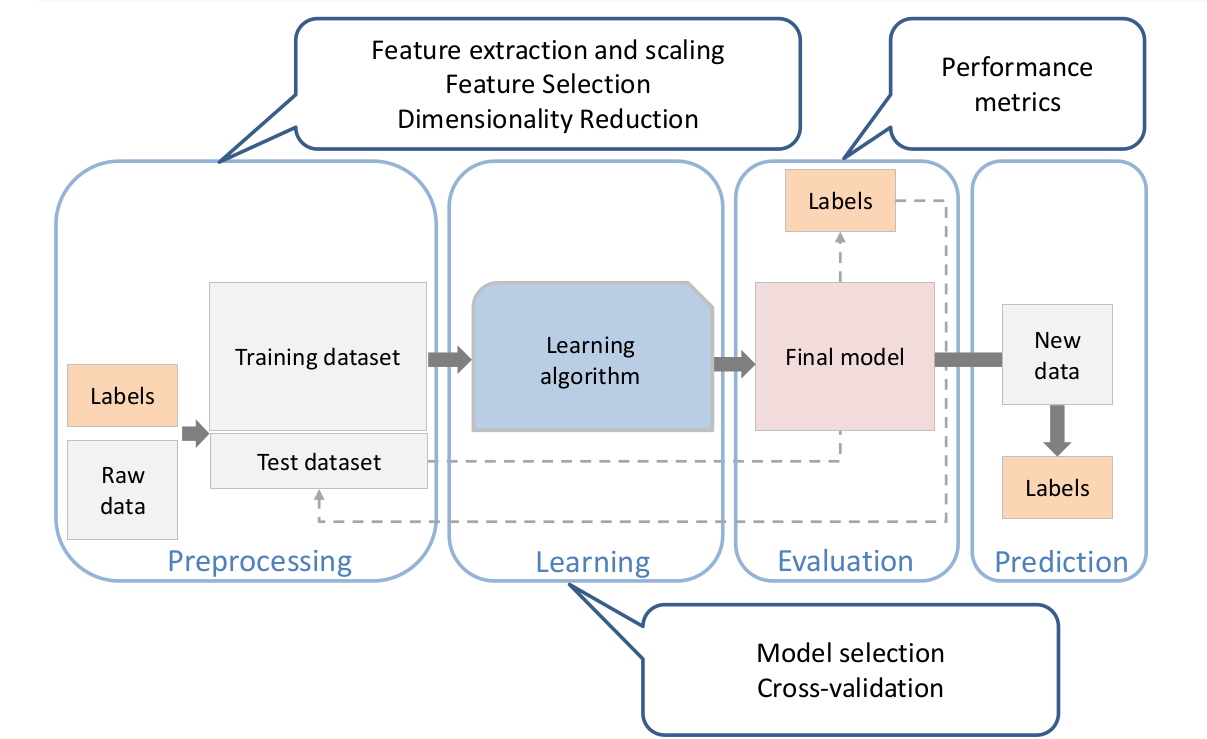 Feature extraction and scaling
Feature Selection
Dimensionality Reduction
Performance
metrics
Labels
Raw
data
Training dataset
Test dataset
Preprocessing
Learning
algorithm
Learning
Labels
Final model
Evaluation
New
data
Labels
Prediction
Model selection
Cross-validation